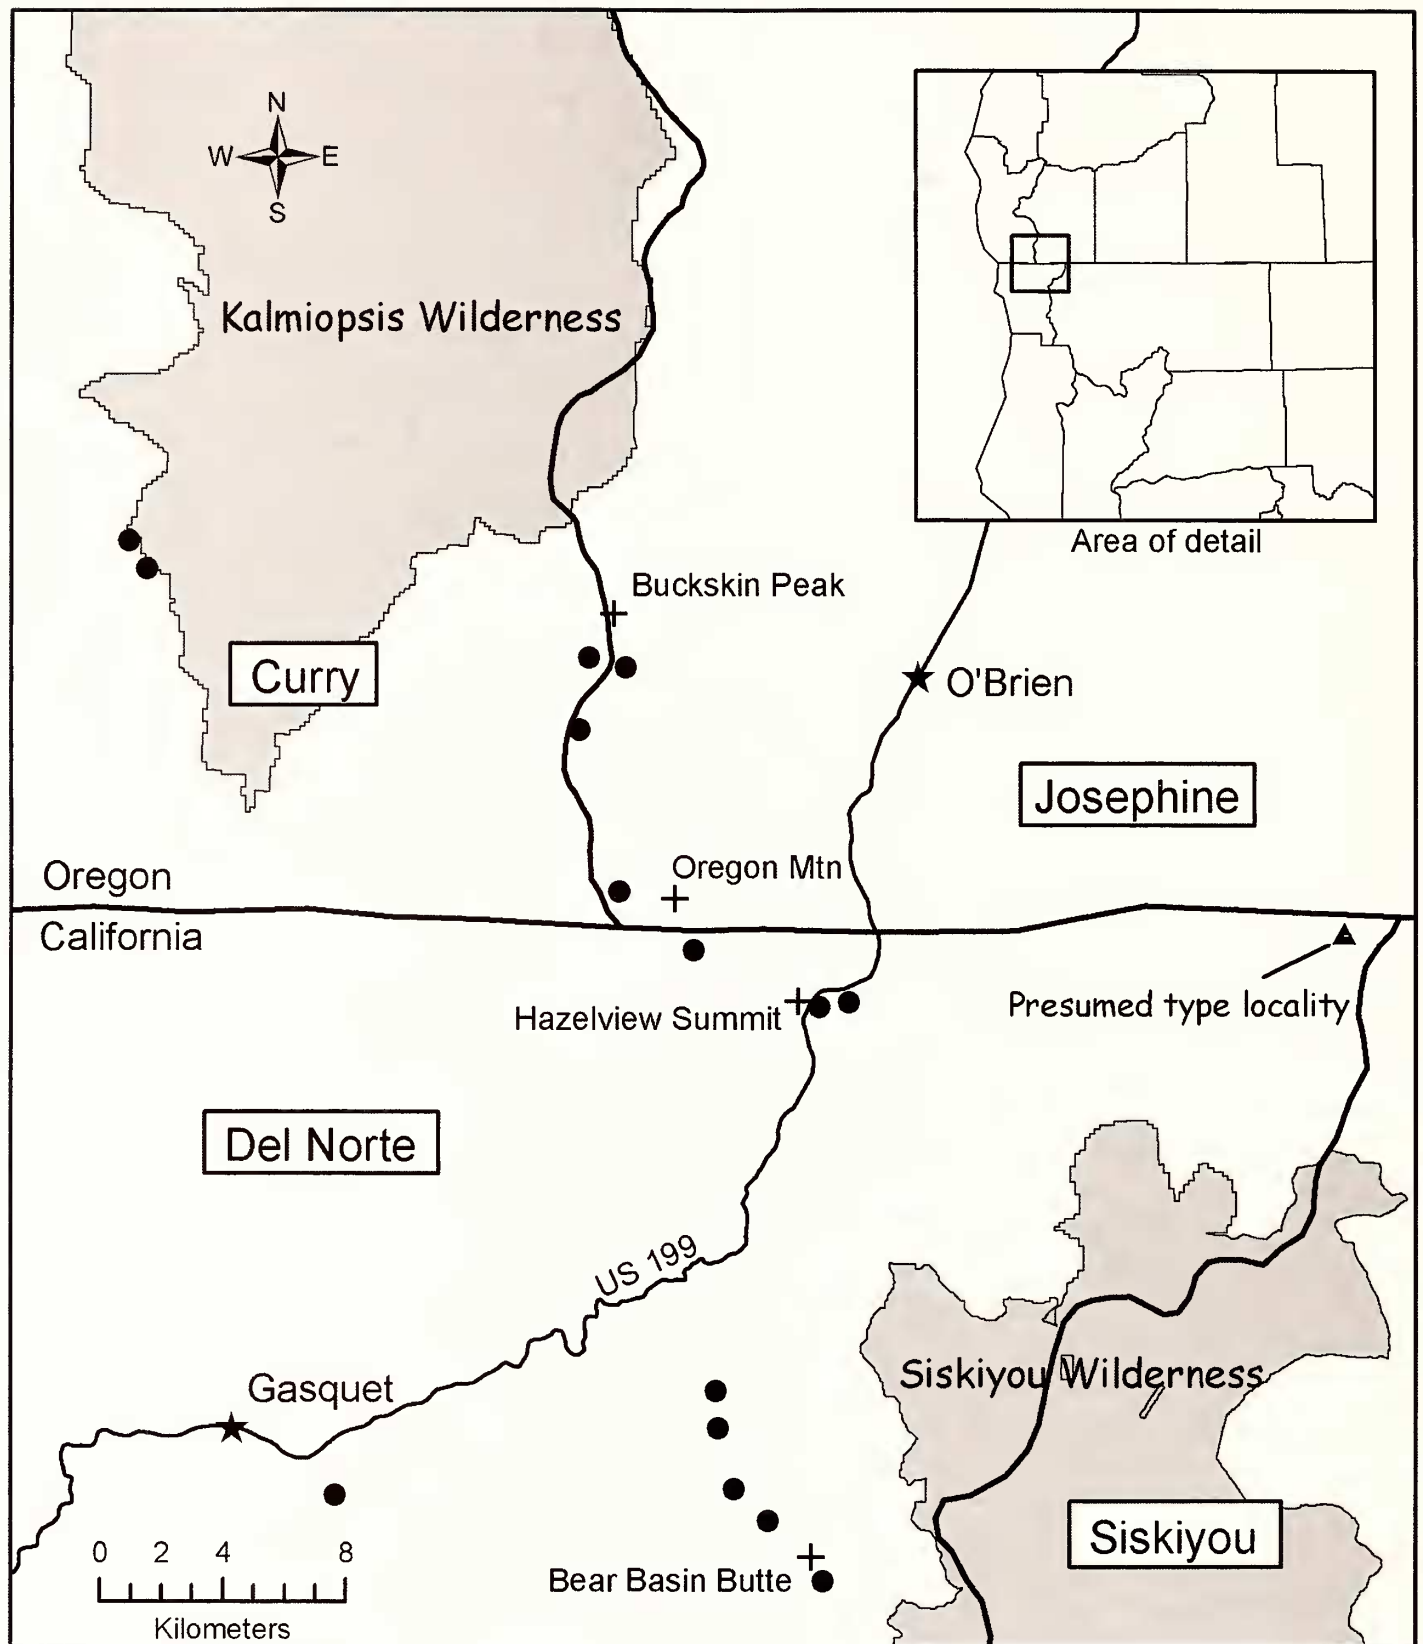 N
W E
S
Kalmiopsis Wilderness
Area of detail
Buckskin Peak
Curry
O'Brien
Josephine
Oregon Mtn
Oregon
California
Presumed type locality
Hazelview Summit
Del Norte
US 199
Siskiyou Wilderness
Gasquet
Siskiyou
0 2 4 8
Bear Basin Butte
Kilometers